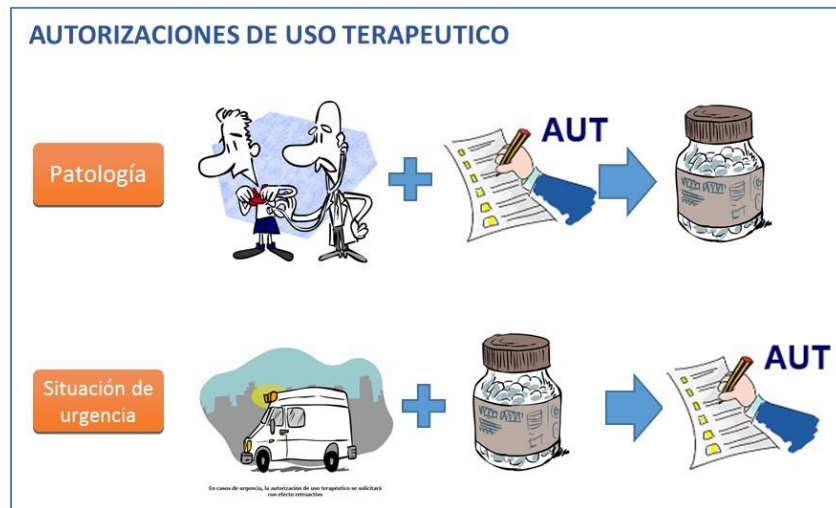 AUTORIZACIONES DE USO TERAPEUTICO
Patología
AUT
Situación de
urgencia
AUT
En casos de urgencia, la autorización de uso terapéutico se solicitará
con efecto retroactivo